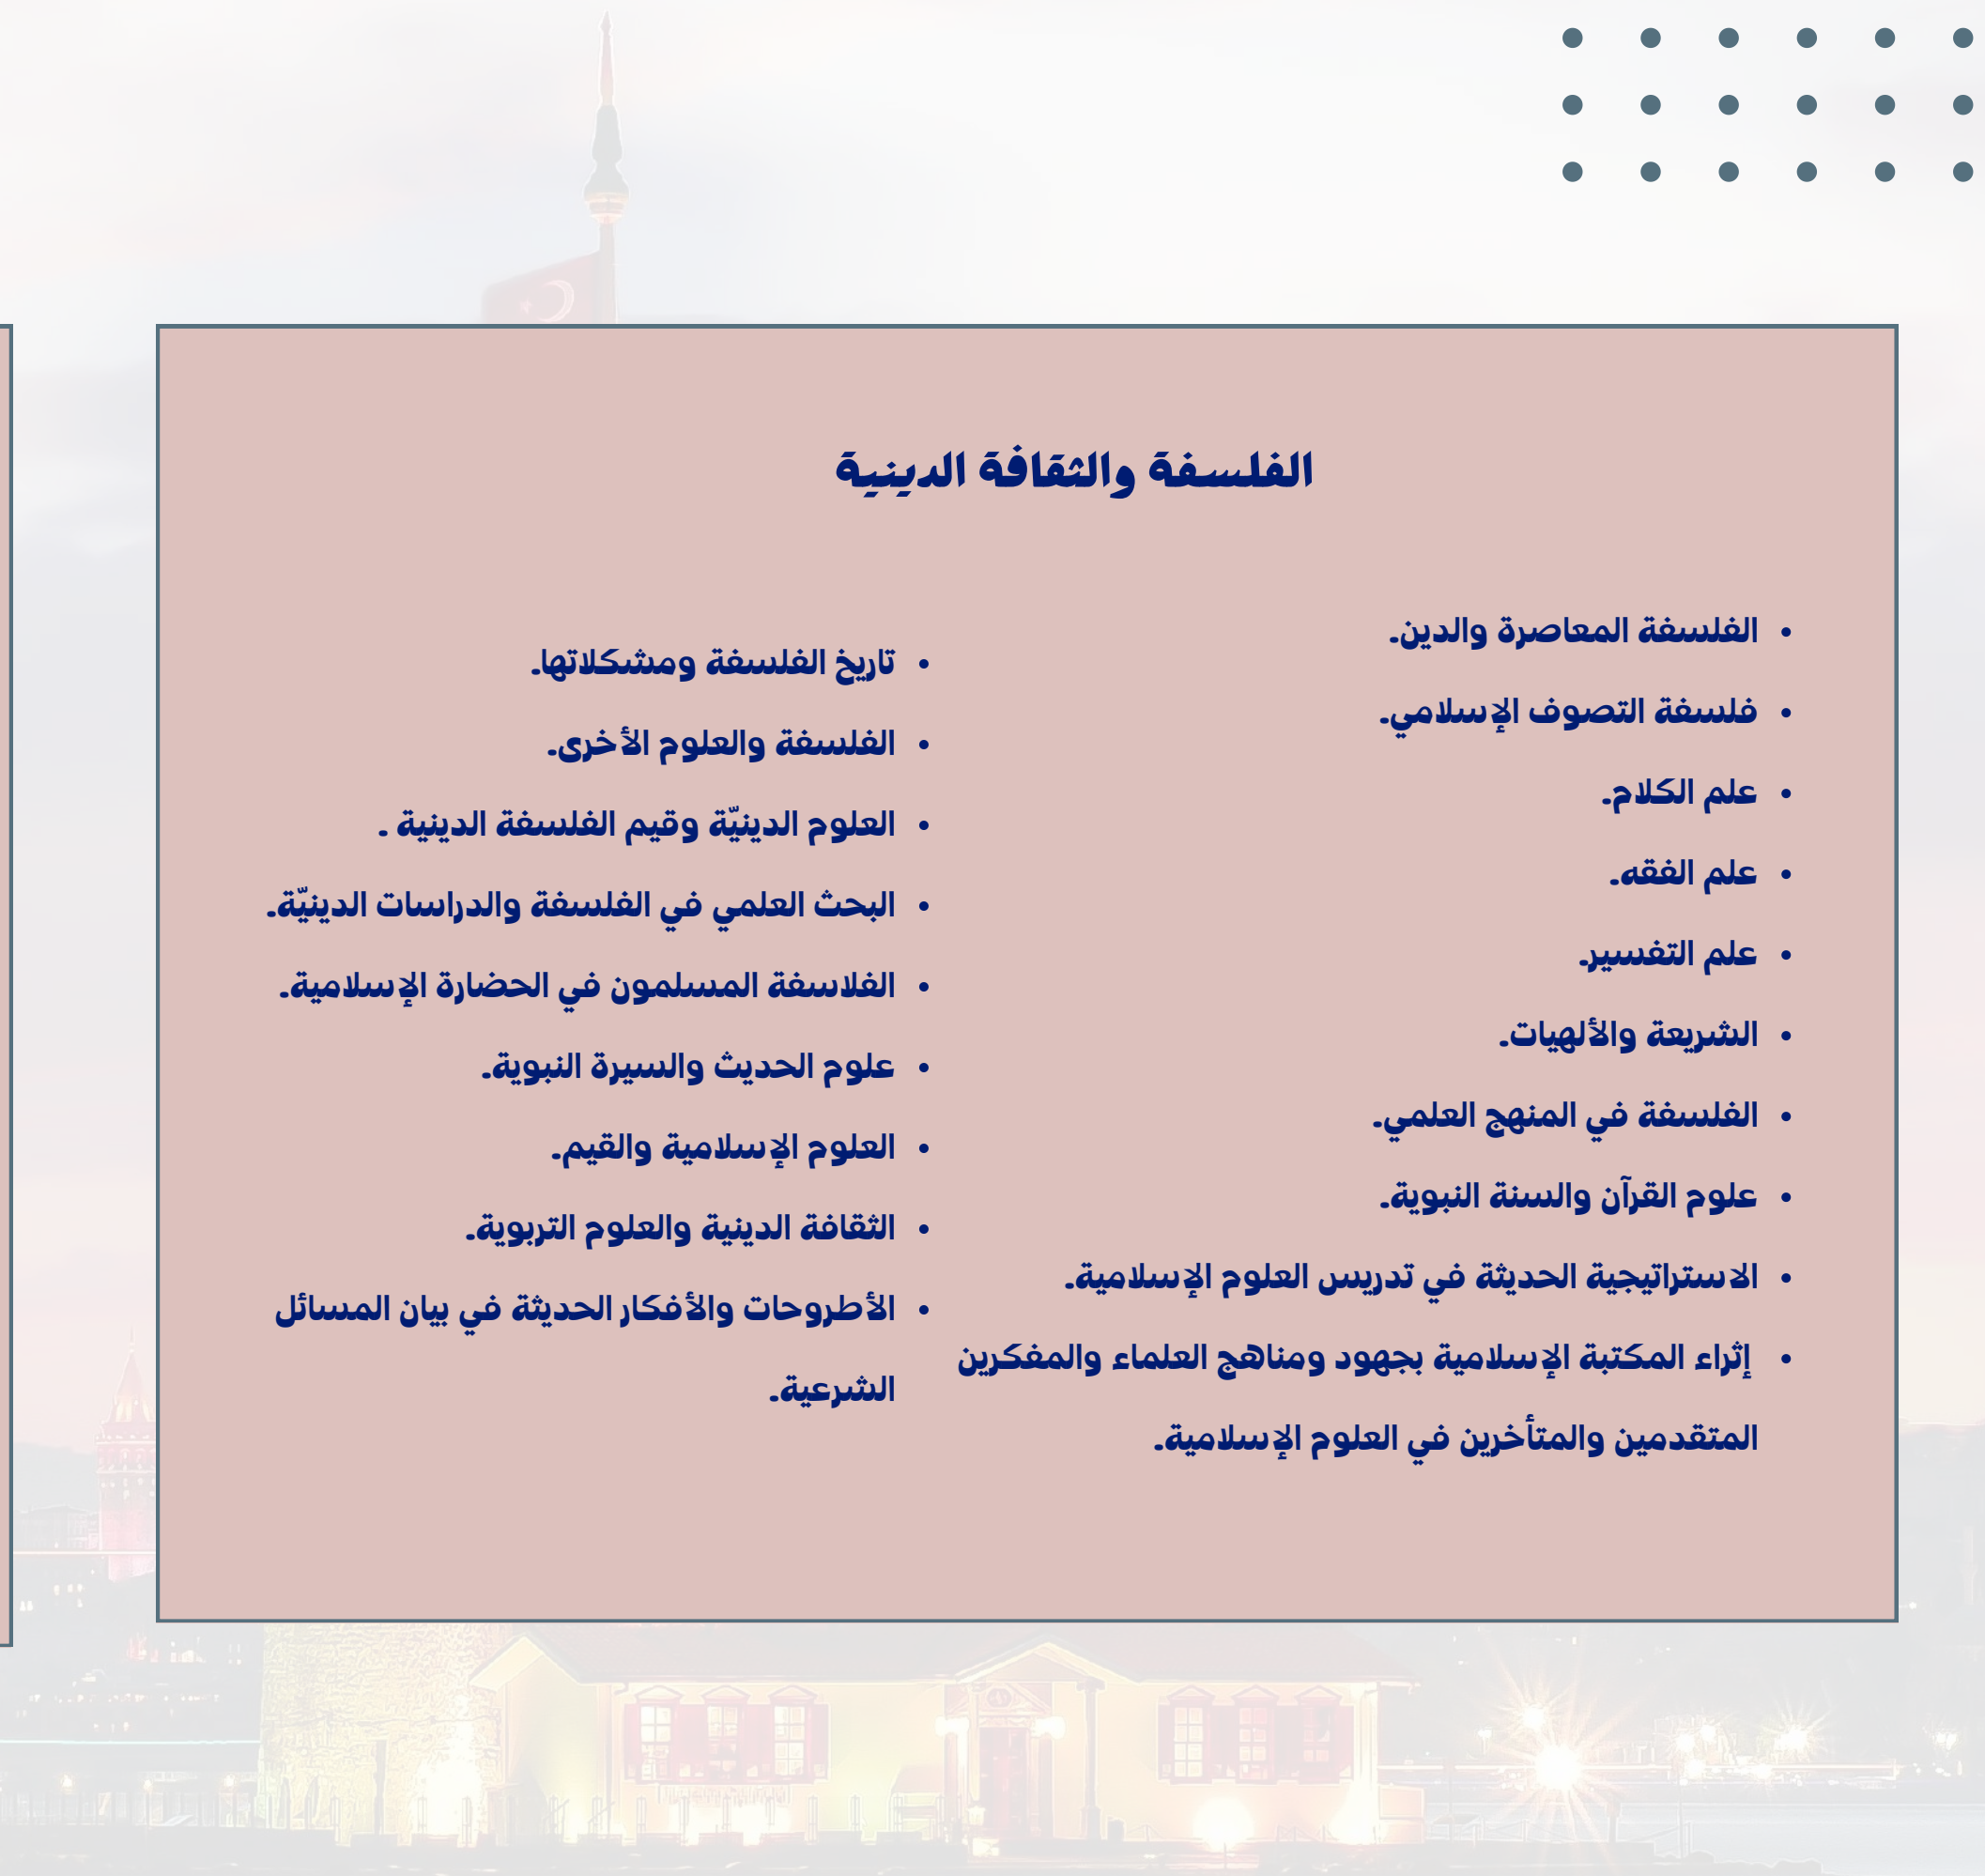 الفلسفة والثقافة الدينية
• الفلسفة المعاصرة والدين.
• فلسفة التصوف الإسلامي.
• علم الكلام.
• علم الفقه.
• علم التفسير.
• الشريعة والألهيات.
• الفلسفة في المنهج العلمي.
• علوم القرآن والسنة النبوية.
• الاستراتيجية الحديثة في تدريس العلوم الإسلامية.
• إثراء المكتبة الإسلامية بجهود ومناهج العلماء والمفكرين
المتقدمين والمتأخرين في العلوم الإسلامية.
• تاريخ الفلسفة ومشكلاتها.
• الفلسفة والعلوم الأخرى.
• العلوم الدينيّة وقيم الفلسفة الدينية .
• البحث العلمي في الفلسفة والدراسات الدينيّة.
• الفلاسفة المسلمون في الحضارة الإسلامية.
• علوم الحديث والسيرة النبوية.
• العلوم الإسلامية والقيم.
• الثقافة الدينية والعلوم التربوية.
• الأطروحات والأفكار الحديثة في بيان المسائل
الشرعية.